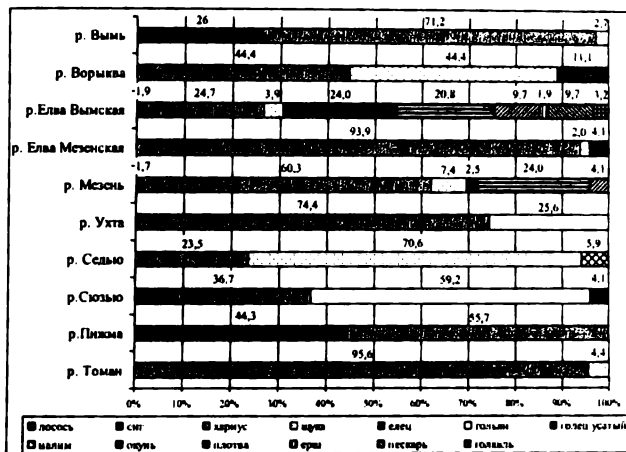 26 71,2 2,7
р. Вымь
44,4 44,4 11,1
р. Ворыква
-1,9 24,7 3,9 24,0 20,8 9,7 1,9 9,7 3,2
р.Елва Вымская
93,9 2,0 4,1
р. Елва Мезенская
-1,7 60,3 7,4 2,5 24,0 4,1
р. Мезень
74,4 25,6
р. Ухта
23,5 70,6 5,9
р. Седью
36,7 59,2 4,1
р.Сюзью
44,3 55,7
р.Пижма
95,6 4,4
р. Томан
0% 10% 20% 30% 40% 50% 60% 70% 80% 90% 100%
лосось сиг хариус щука елец гольян голец усатый
налим окунь плотва ерш пескарь